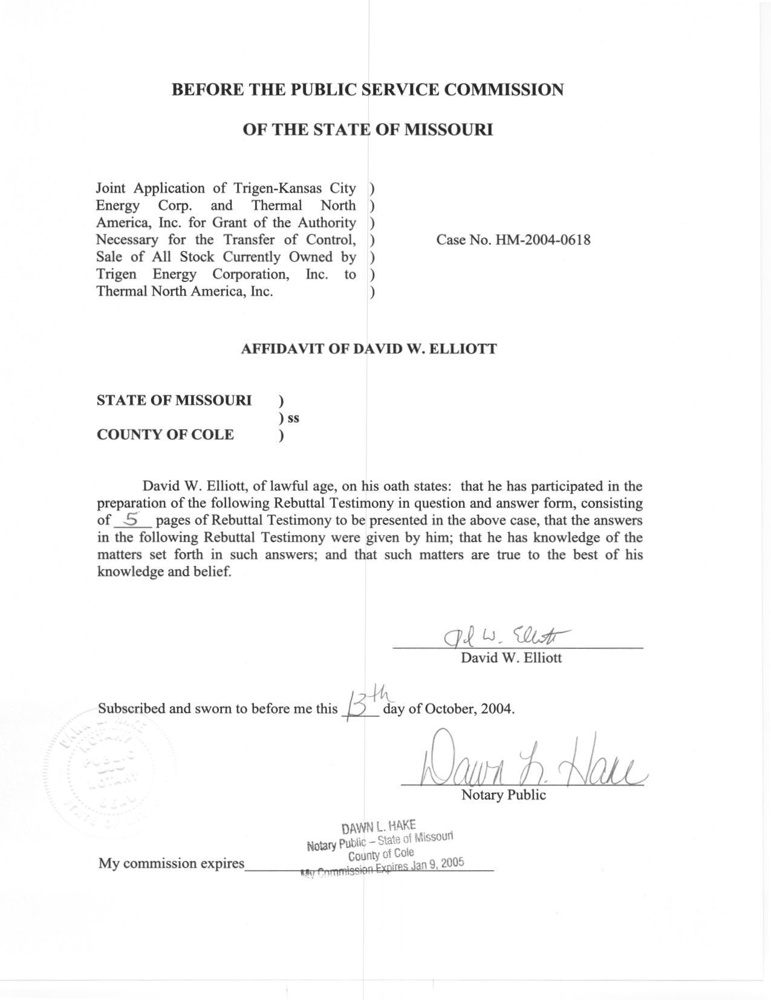 BEFORE THE PUBLIC SERVICE COMMISSION
OF THE STATE OF MISSOURI
Joint Application of Trigen-Kansas City )
Energy Corp. and Thermal North )
America, Inc. for Grant of the Authority )
Necessary for the Transfer of Control, ) Case No. HM-2004-0618
Sale of All Stock Currently Owned by )
Trigen Energy Corporation, Inc. to )
Thermal North America, Inc. )
AFFIDAVIT OF DAVID W. ELLIOTT
STATE OF MISSOURI )
) ss
COUNTY OF COLE )
David W. Elliott, of lawful age, on his oath states: that he has participated in the
preparation of the following Rebuttal Testimony in question and answer form, consisting
of 5 pages of Rebuttal Testimony to be presented in the above case, that the answers
in the following Rebuttal Testimony were given by him; that he has knowledge of the
matters set forth in such answers; and that such matters are true to the best of his
knowledge and belief.
W. Elliott
David W. Elliott
Subscribed and sworn to before me this 13th day of October, 2004.
DAWN L. HAKE
NOTARY
PUBLIC
NOTARY
SEAL
STATE OF
Dawn L. Hake
Notary Public
DAWN L. HAKE
Notary Public – State of Missouri
County of Cole
My commission expires
My Commission Expires Jan 9, 2005